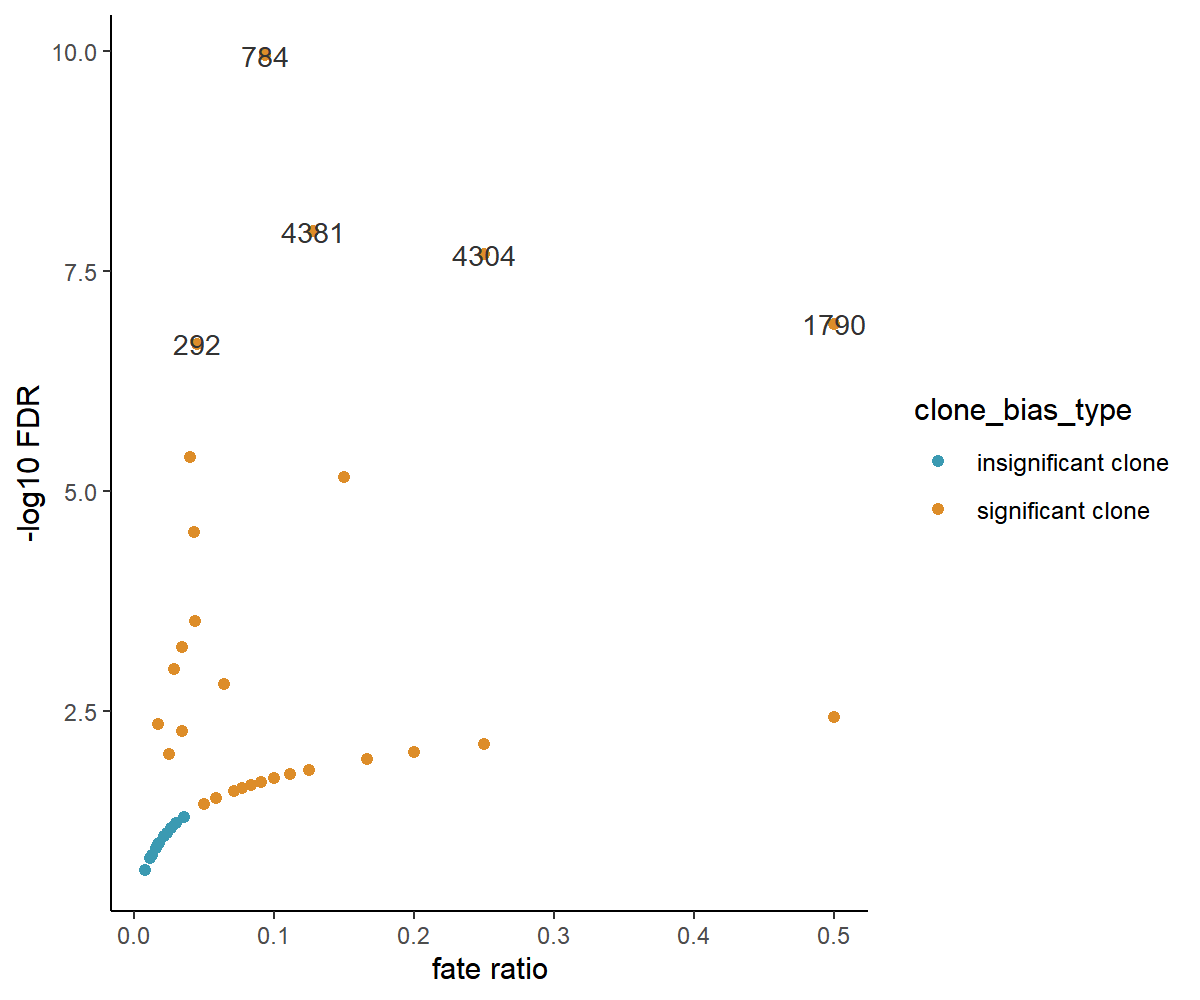 10.0
7.5
5.0
2.5
-log10 FDR
784
4381
4304
1790
292
0.0 0.1 0.2 0.3 0.4 0.5
fate ratio
clone_bias_type
insignificant clone
significant clone